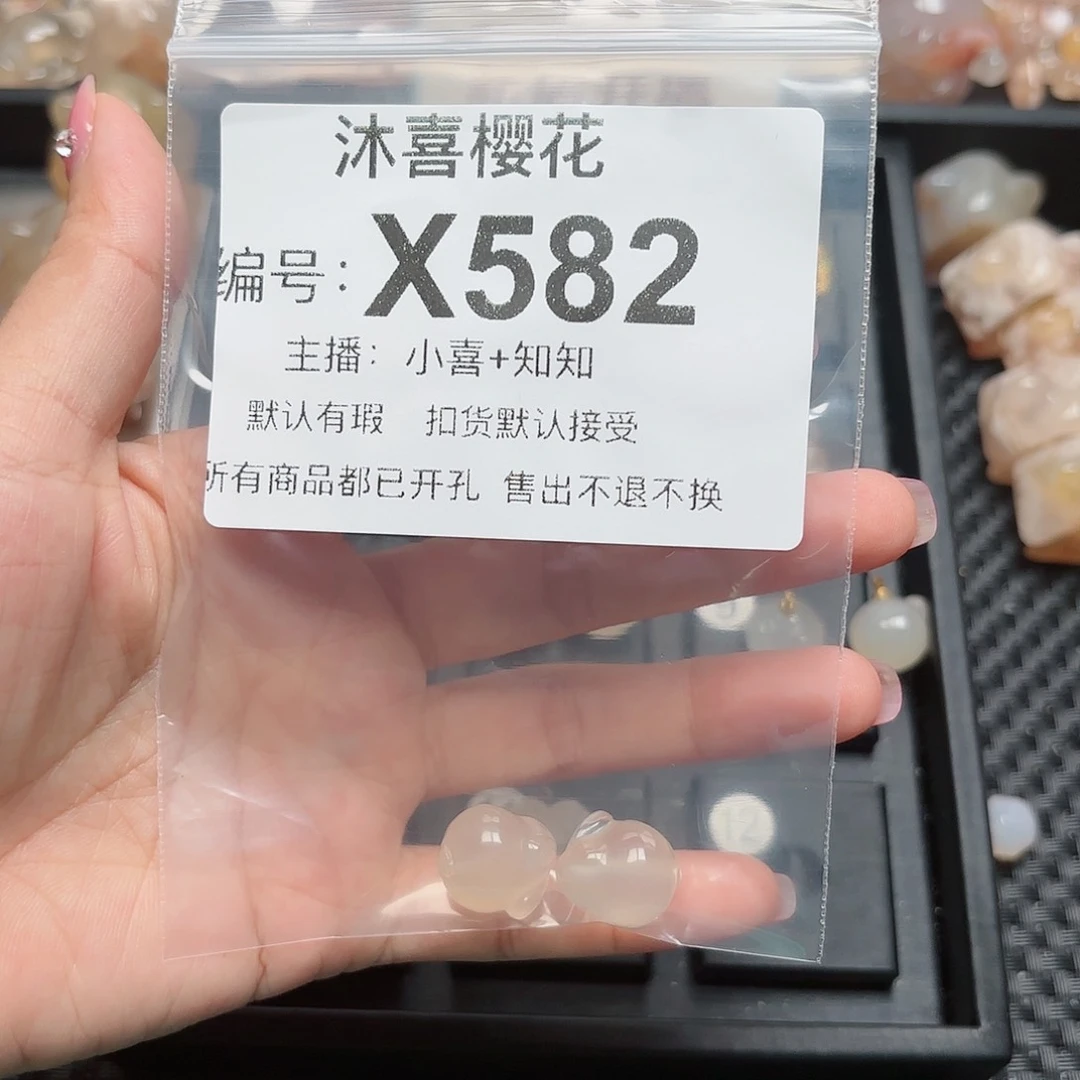 沐喜樱花
编号：X582
主播：小喜+知知
默认有瑕 扣货默认接受
所有商品都已开孔 售出不退不换
12